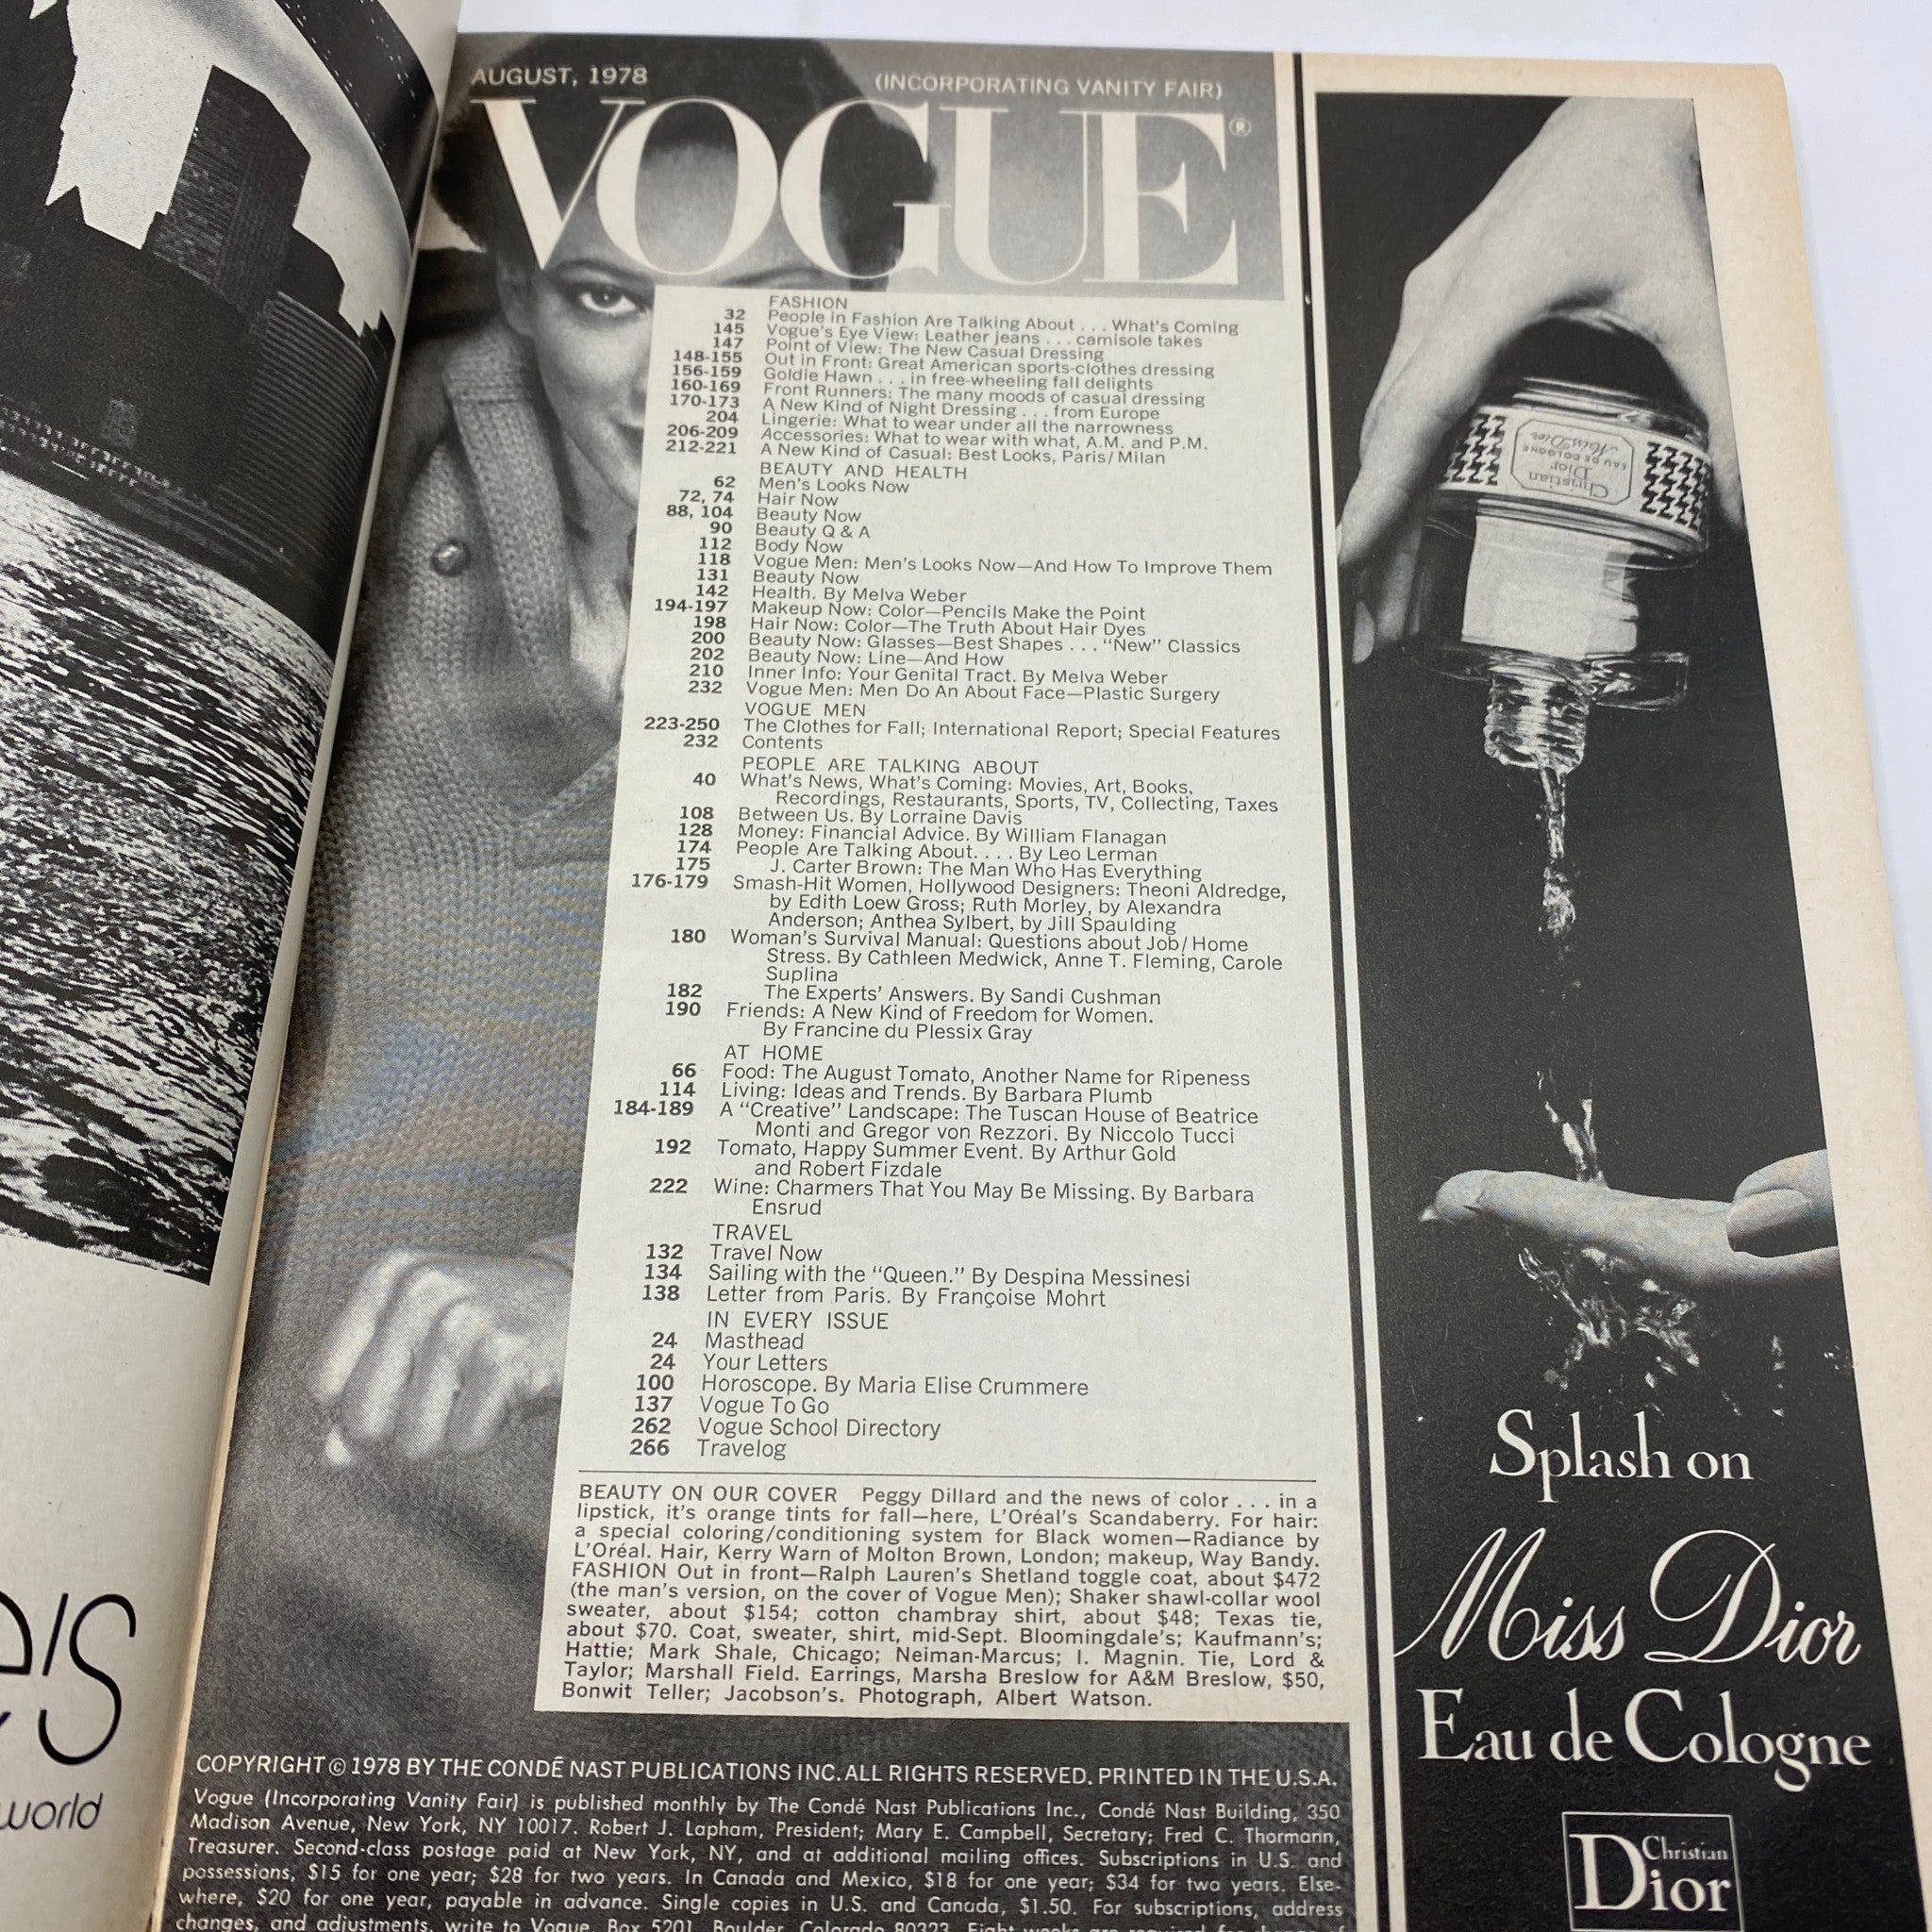 AUGUST, 1978 (INCORPORATING VANITY FAIR)
VOGUE®
FASHION
32 People in Fashion Are Talking About . . . What's Coming
145 Vogue's Eye View: Leather jeans . . . camisole takes
147 Point of View: The New Casual Dressing
148-155 Out in Front: Great American sports-clothes dressing
156-159 Goldie Hawn . . . in free-wheeling fall delights
160-169 Front Runners: The many moods of casual dressing
170-173 A New Kind of Night Dressing . . . from Europe
204 Lingerie: What to wear under all the narrowness
206-209 Accessories: What to wear with what, A.M. and P.M.
212-221 A New Kind of Casual: Best Looks, Paris/Milan
BEAUTY AND HEALTH
62 Men's Looks Now
72, 74 Hair Now
88, 104 Beauty Now
90 Beauty Q & A
112 Body Now
118 Vogue Men: Men's Looks Now—And How To Improve Them
131 Beauty Now
142 Health. By Melva Weber
194-197 Makeup Now: Color—Pencils Make the Point
198 Hair Now: Color—The Truth About Hair Dyes
200 Beauty Now: Glasses—Best Shapes . . . "New" Classics
202 Beauty Now: Line—And How
210 Inner Info: Your Genital Tract. By Melva Weber
232 Vogue Men: Men Do An About Face—Plastic Surgery
VOGUE MEN
223-250 The Clothes for Fall; International Report; Special Features
232 Contents
PEOPLE ARE TALKING ABOUT
40 What's News, What's Coming: Movies, Art, Books,
Recordings, Restaurants, Sports, TV, Collecting, Taxes
108 Between Us. By Lorraine Davis
128 Money: Financial Advice. By William Flanagan
174 People Are Talking About. . . . By Leo Lerman
175 J. Carter Brown: The Man Who Has Everything
176-179 Smash-Hit Women, Hollywood Designers: Theoni Aldredge,
by Edith Loew Gross; Ruth Morley, by Alexandra
Anderson; Anthea Sylbert, by Jill Spaulding
180 Woman's Survival Manual: Questions about Job/Home
Stress. By Cathleen Medwick, Anne T. Fleming, Carole
Suplina
182 The Experts' Answers. By Sandi Cushman
190 Friends: A New Kind of Freedom for Women.
By Francine du Plessix Gray
AT HOME
66 Food: The August Tomato, Another Name for Ripeness
114 Living: Ideas and Trends. By Barbara Plumb
184-189 A "Creative" Landscape: The Tuscan House of Beatrice
Monti and Gregor von Rezzori. By Niccolo Tucci
192 Tomato, Happy Summer Event. By Arthur Gold
and Robert Fizdale
222 Wine: Charmers That You May Be Missing. By Barbara
Ensrud
TRAVEL
132 Travel Now
134 Sailing with the "Queen." By Despina Messinesi
138 Letter from Paris. By Françoise Mohrt
IN EVERY ISSUE
24 Masthead
24 Your Letters
100 Horoscope. By Maria Elise Crummere
137 Vogue To Go
262 Vogue School Directory
266 Travelog
BEAUTY ON OUR COVER Peggy Dillard and the news of color . . . in a
lipstick, it's orange tints for fall—here, L'Oréal's Scandaberry. For hair:
a special coloring/conditioning system for Black women—Radiance by
L'Oréal. Hair, Kerry Warn of Molton Brown, London; makeup, Way Bandy.
FASHION Out in front—Ralph Lauren's Shetland toggle coat, about $472
(the man's version, on the cover of Vogue Men); Shaker shawl-collar wool
sweater, about $154; cotton chambray shirt, about $48; Texas tie,
about $70. Coat, sweater, shirt, mid-Sept. Bloomingdale's; Kaufmann's;
Hattie; Mark Shale, Chicago; Neiman-Marcus; I. Magnin. Tie, Lord &
Taylor; Marshall Field. Earrings, Marsha Breslow for A&M Breslow, $50,
Bonwit Teller; Jacobson's. Photograph, Albert Watson.
COPYRIGHT © 1978 BY THE CONDÉ NAST PUBLICATIONS INC. ALL RIGHTS RESERVED. PRINTED IN THE U.S.A.
Vogue (Incorporating Vanity Fair) is published monthly by The Condé Nast Publications Inc., Condé Nast Building, 350
Madison Avenue, New York, NY 10017. Robert J. Lapham, President; Mary E. Campbell, Secretary; Fred C. Thormann,
Treasurer. Second-class postage paid at New York, NY, and at additional mailing offices. Subscriptions in U.S. and
possessions, $15 for one year; $28 for two years. In Canada and Mexico, $18 for one year; $34 for two years. Else-
where, $20 for one year, payable in advance. Single copies in U.S. and Canada, $1.50. For subscriptions, address
changes, and adjustments, write to Vogue, Box 5201, Boulder, Colorado 80323. Eight weeks are required for change of
Christian
Dior
EAU DE COLOGNE
Miss Dior
Splash on
Miss Dior
Eau de Cologne
Christian
Dior
world